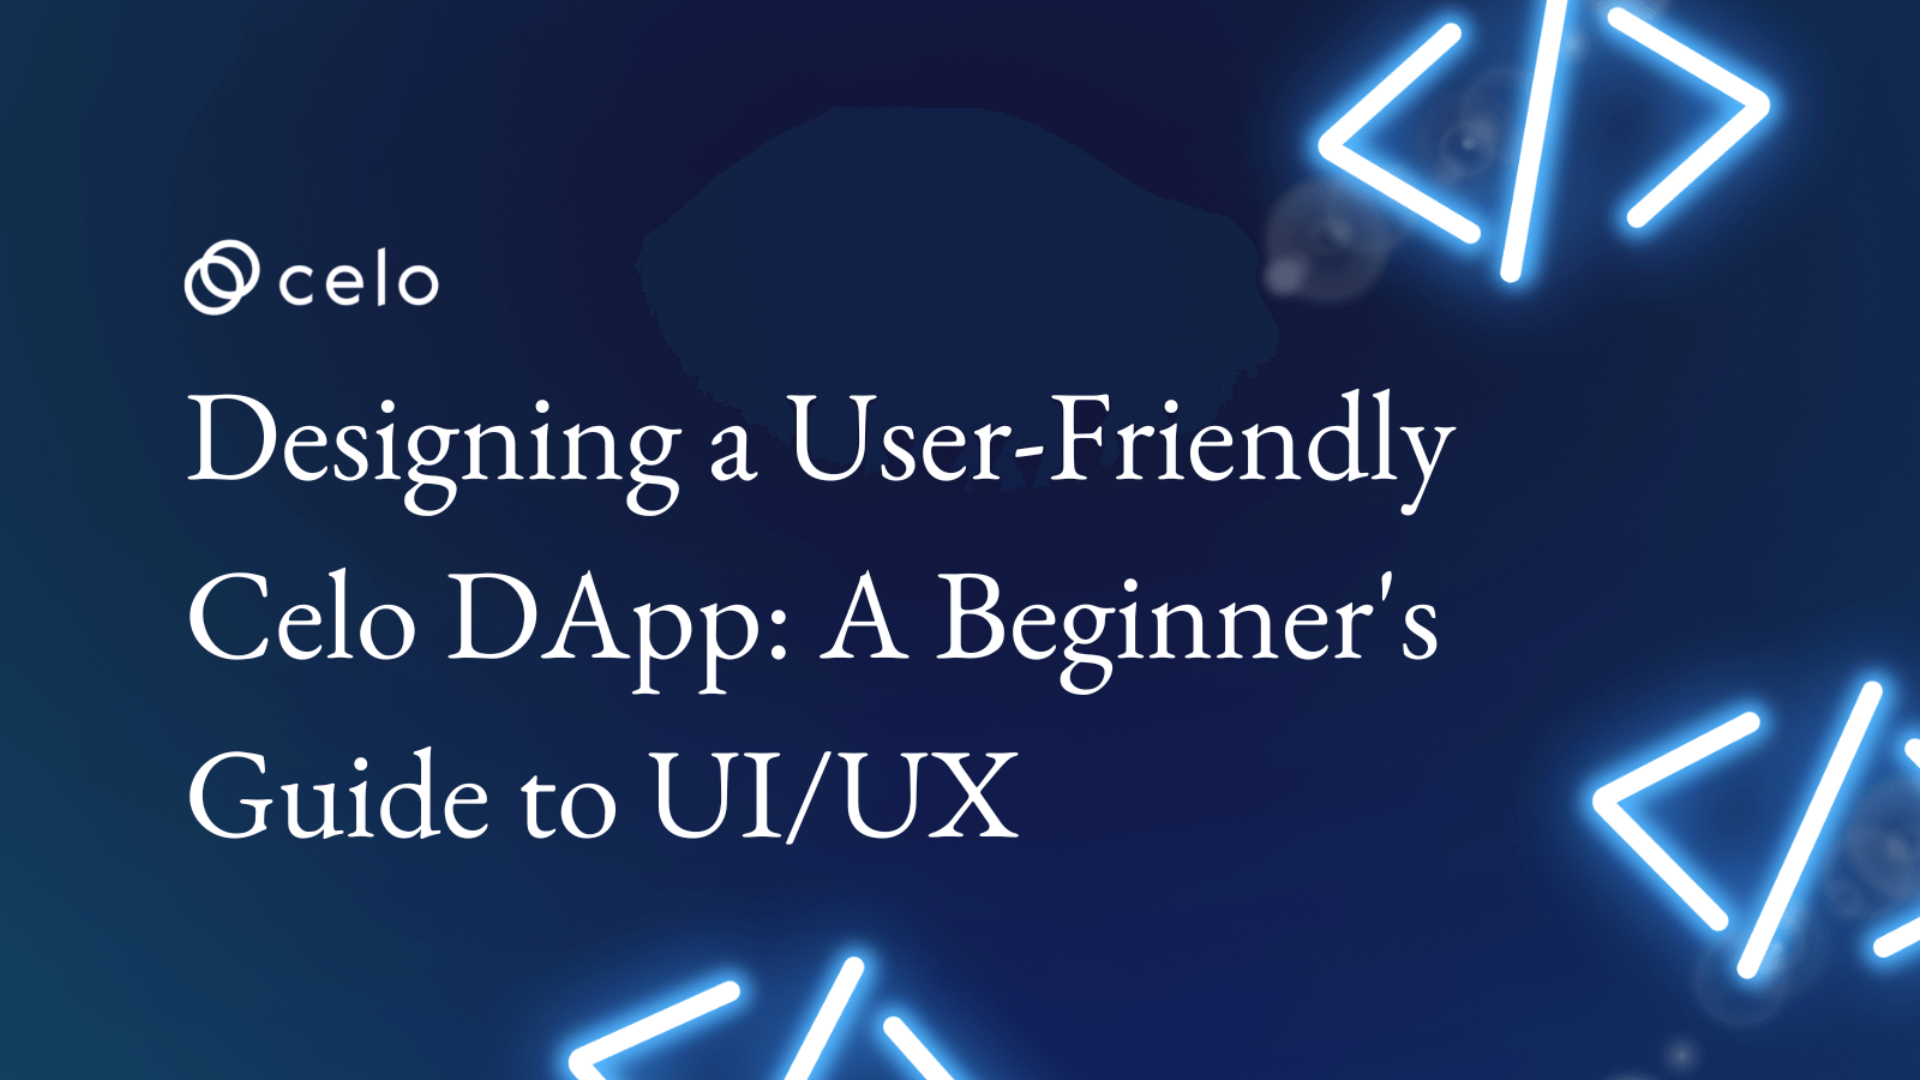 celo
Designing a User-Friendly
Celo DApp: A Beginner's
Guide to UI/UX